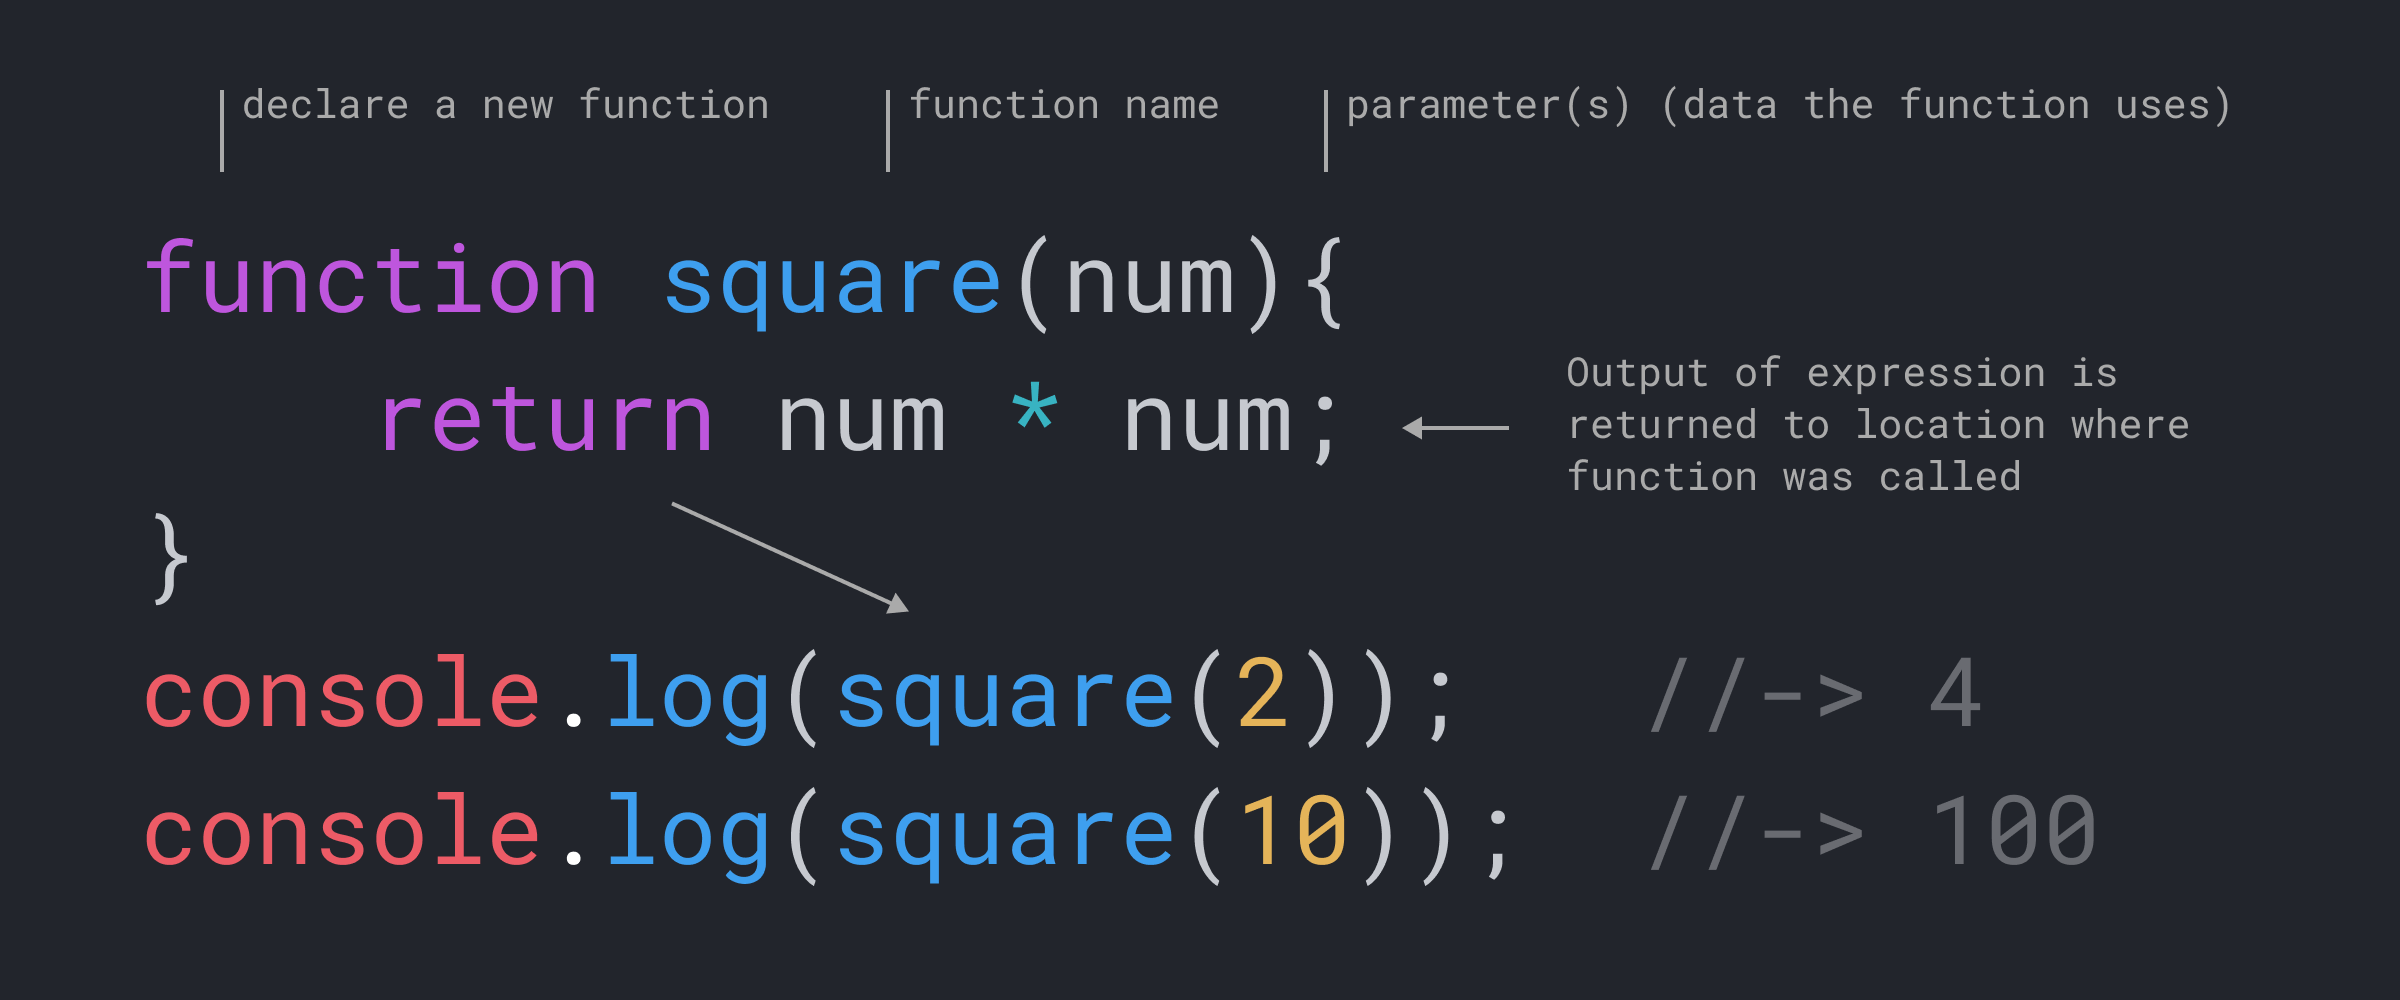 declare a new function
function name
parameter(s) (data the function uses)
function square(num){
return num * num;
Output of expression is
returned to location where
function was called
}
console.log(square(2)); //-> 4
console.log(square(10)); //-> 100